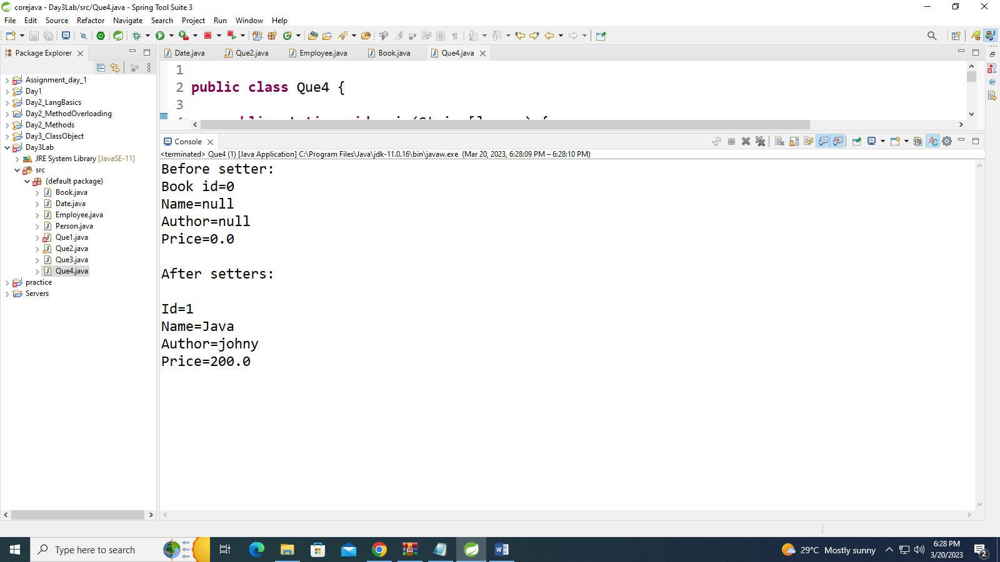 corejava - Day3Lab/src/Que4.java - Spring Tool Suite 3
File Edit Source Refactor Navigate Search Project Run Window Help
Package Explorer
Assignment_day_1
Day1
Day2_LangBasics
Day2_MethodOverloading
Day2_Methods
Day3_ClassObject
Day3Lab
JRE System Library [JavaSE-11]
src
(default package)
Book.java
Date.java
Employee.java
Person.java
Que1.java
Que2.java
Que3.java
Que4.java
practice
Servers
Date.java Que2.java Employee.java Book.java Que4.java
1
2 public class Que4 {
3
Console
<terminated> Que4 (1) [Java Application] C:\Program Files\Java\jdk-11.0.16\bin\javaw.exe (Mar 20, 2023, 6:28:09 PM – 6:28:10 PM)
Before setter:
Book id=0
Name=null
Author=null
Price=0.0
After setters:
Id=1
Name=Java
Author=johny
Price=200.0
Type here to search
29°C Mostly sunny
6:28 PM
3/20/2023
2